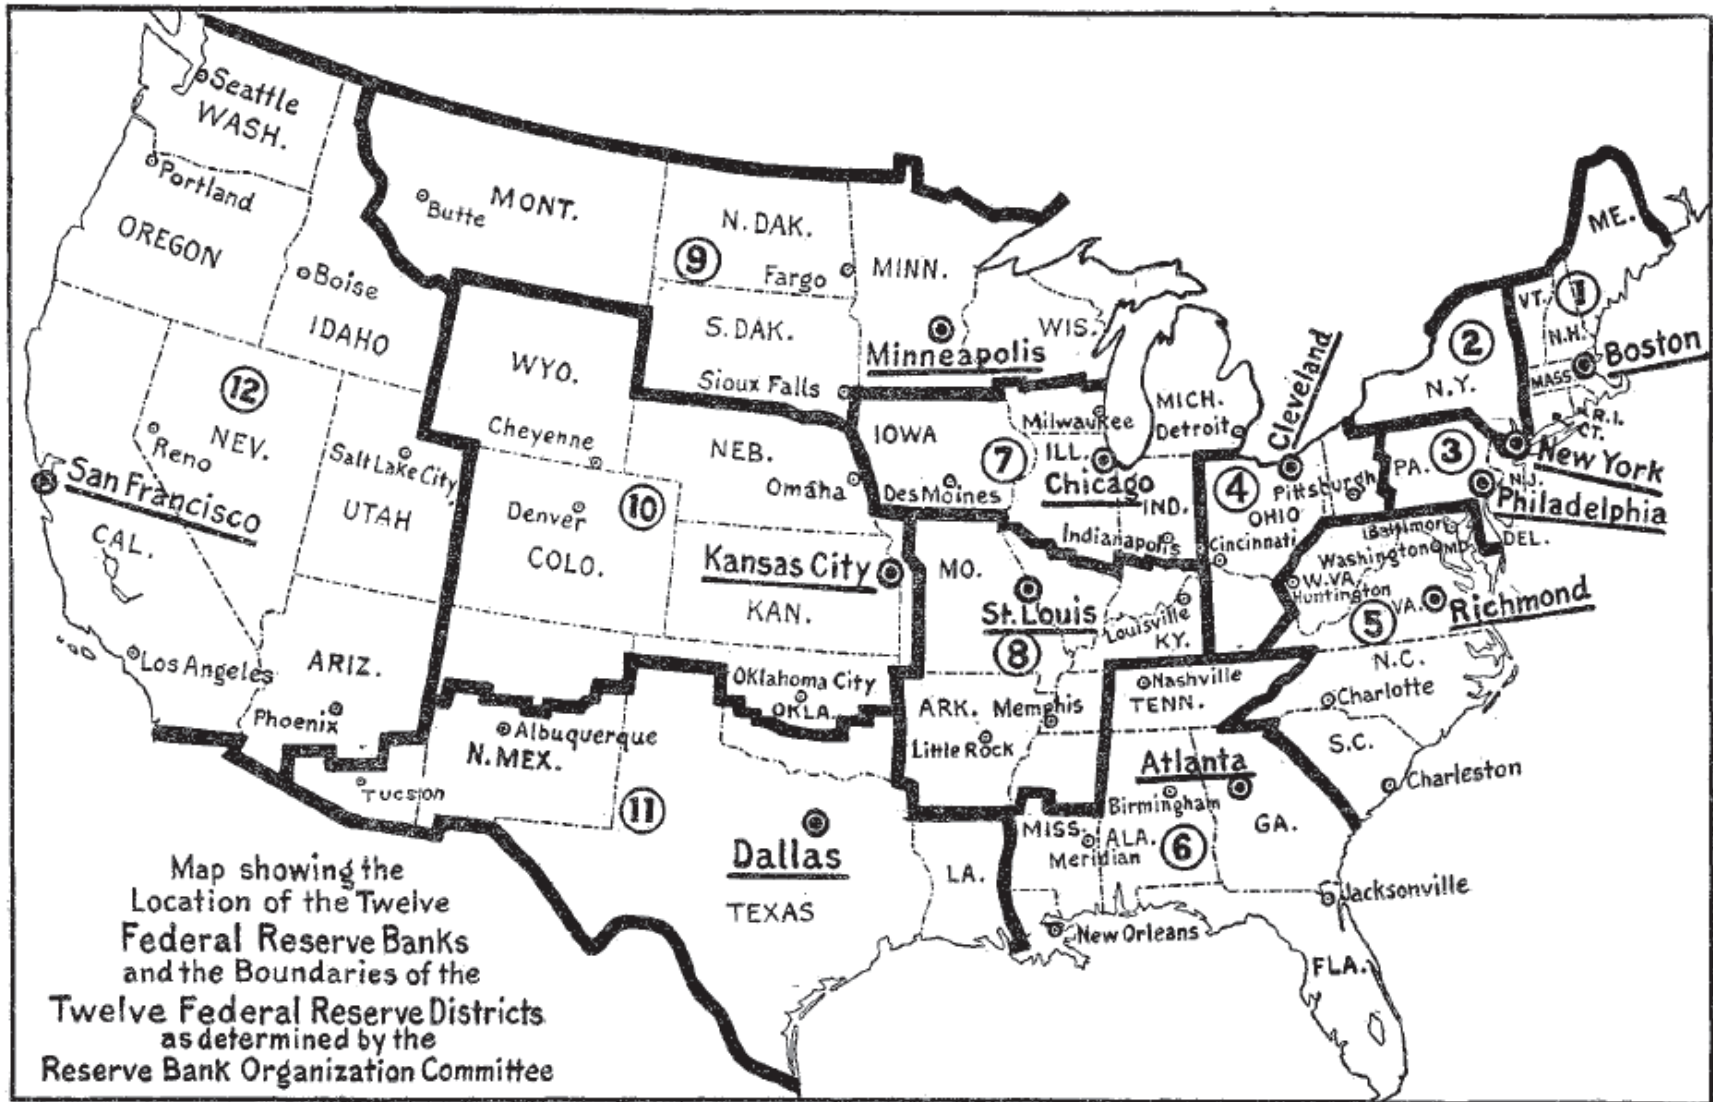 Seattle
WASH.
Portland
OREGON
Boise
IDAHO
Butte
MONT.
N. DAK.
9
Fargo
MINN.
S. DAK.
Sioux Falls
Minneapolis
WIS.
WYO.
Cheyenne
12
Reno
NEV.
Salt Lake City
UTAH
San Francisco
CAL.
Los Angeles
ARIZ.
Phoenix
Tucson
NEB.
Omaha
10
Denver
COLO.
Kansas City
KAN.
Oklahoma City
OKLA.
Albuquerque
N. MEX.
11
Dallas
TEXAS
IOWA
Des Moines
7
Milwaukee
ILL.
Chicago
MICH.
Detroit
IND.
Indianapolis
MO.
St. Louis
8
Louisville
KY.
ARK.
Memphis
Little Rock
Nashville
TENN.
Cleveland
4
Pittsburgh
OHIO
Cincinnati
ME.
VT.
1
N.H.
MASS.
Boston
R.I.
CT.
2
N.Y.
New York
PA.
3
N.J.
Philadelphia
Baltimore
Washington
MD.
DEL.
W.VA.
Huntington
5
VA.
Richmond
N.C.
Charlotte
S.C.
Charleston
Atlanta
Birmingham
GA.
MISS.
ALA.
6
Meridian
LA.
Jacksonville
New Orleans
FLA.
Map showing the
Location of the Twelve
Federal Reserve Banks
and the Boundaries of the
Twelve Federal Reserve Districts
as determined by the
Reserve Bank Organization Committee